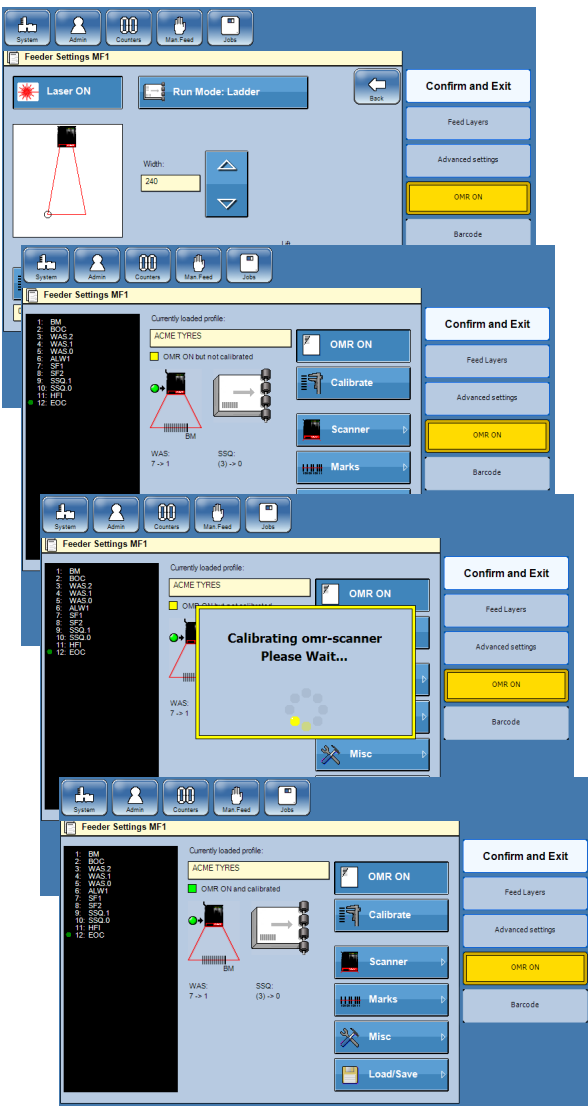 System Admin Counters Man.Feed Jobs
Feeder Settings MF1
Laser ON
Run Mode: Ladder
Back
Confirm and Exit
Feed Layers
Advanced settings
OMR ON
Barcode
Width:
240
System Admin Counters Man.Feed Jobs
Feeder Settings MF1
1: BM
2: BOC
3: WAS.2
4: WAS.1
5: WAS.0
6: ALW1
7: SF1
8: SF2
9: SSQ.1
10: SSQ.0
11: HFI
12: EOC
Currently loaded profile:
ACME TYRES
OMR ON but not calibrated
BM
WAS:
7 -> 1
SSQ:
(3) -> 0
OMR ON
Calibrate
Scanner
Marks
Confirm and Exit
Feed Layers
Advanced settings
OMR ON
Barcode
System Admin Counters Man.Feed Jobs
Feeder Settings MF1
1: BM
2: BOC
3: WAS.2
4: WAS.1
5: WAS.0
6: ALW1
7: SF1
8: SF2
9: SSQ.1
10: SSQ.0
11: HFI
12: EOC
Currently loaded profile:
ACME TYRES
Calibrating omr-scanner
Please Wait...
WAS:
7 -> 1
OMR ON
Misc
Confirm and Exit
Feed Layers
Advanced settings
OMR ON
Barcode
System Admin Counters Man.Feed Jobs
Feeder Settings MF1
1: BM
2: BOC
3: WAS.2
4: WAS.1
5: WAS.0
6: ALW1
7: SF1
8: SF2
9: SSQ.1
10: SSQ.0
11: HFI
12: EOC
Currently loaded profile:
ACME TYRES
OMR ON and calibrated
BM
WAS:
7 -> 1
SSQ:
(3) -> 0
OMR ON
Calibrate
Scanner
Marks
Misc
Load/Save
Confirm and Exit
Feed Layers
Advanced settings
OMR ON
Barcode